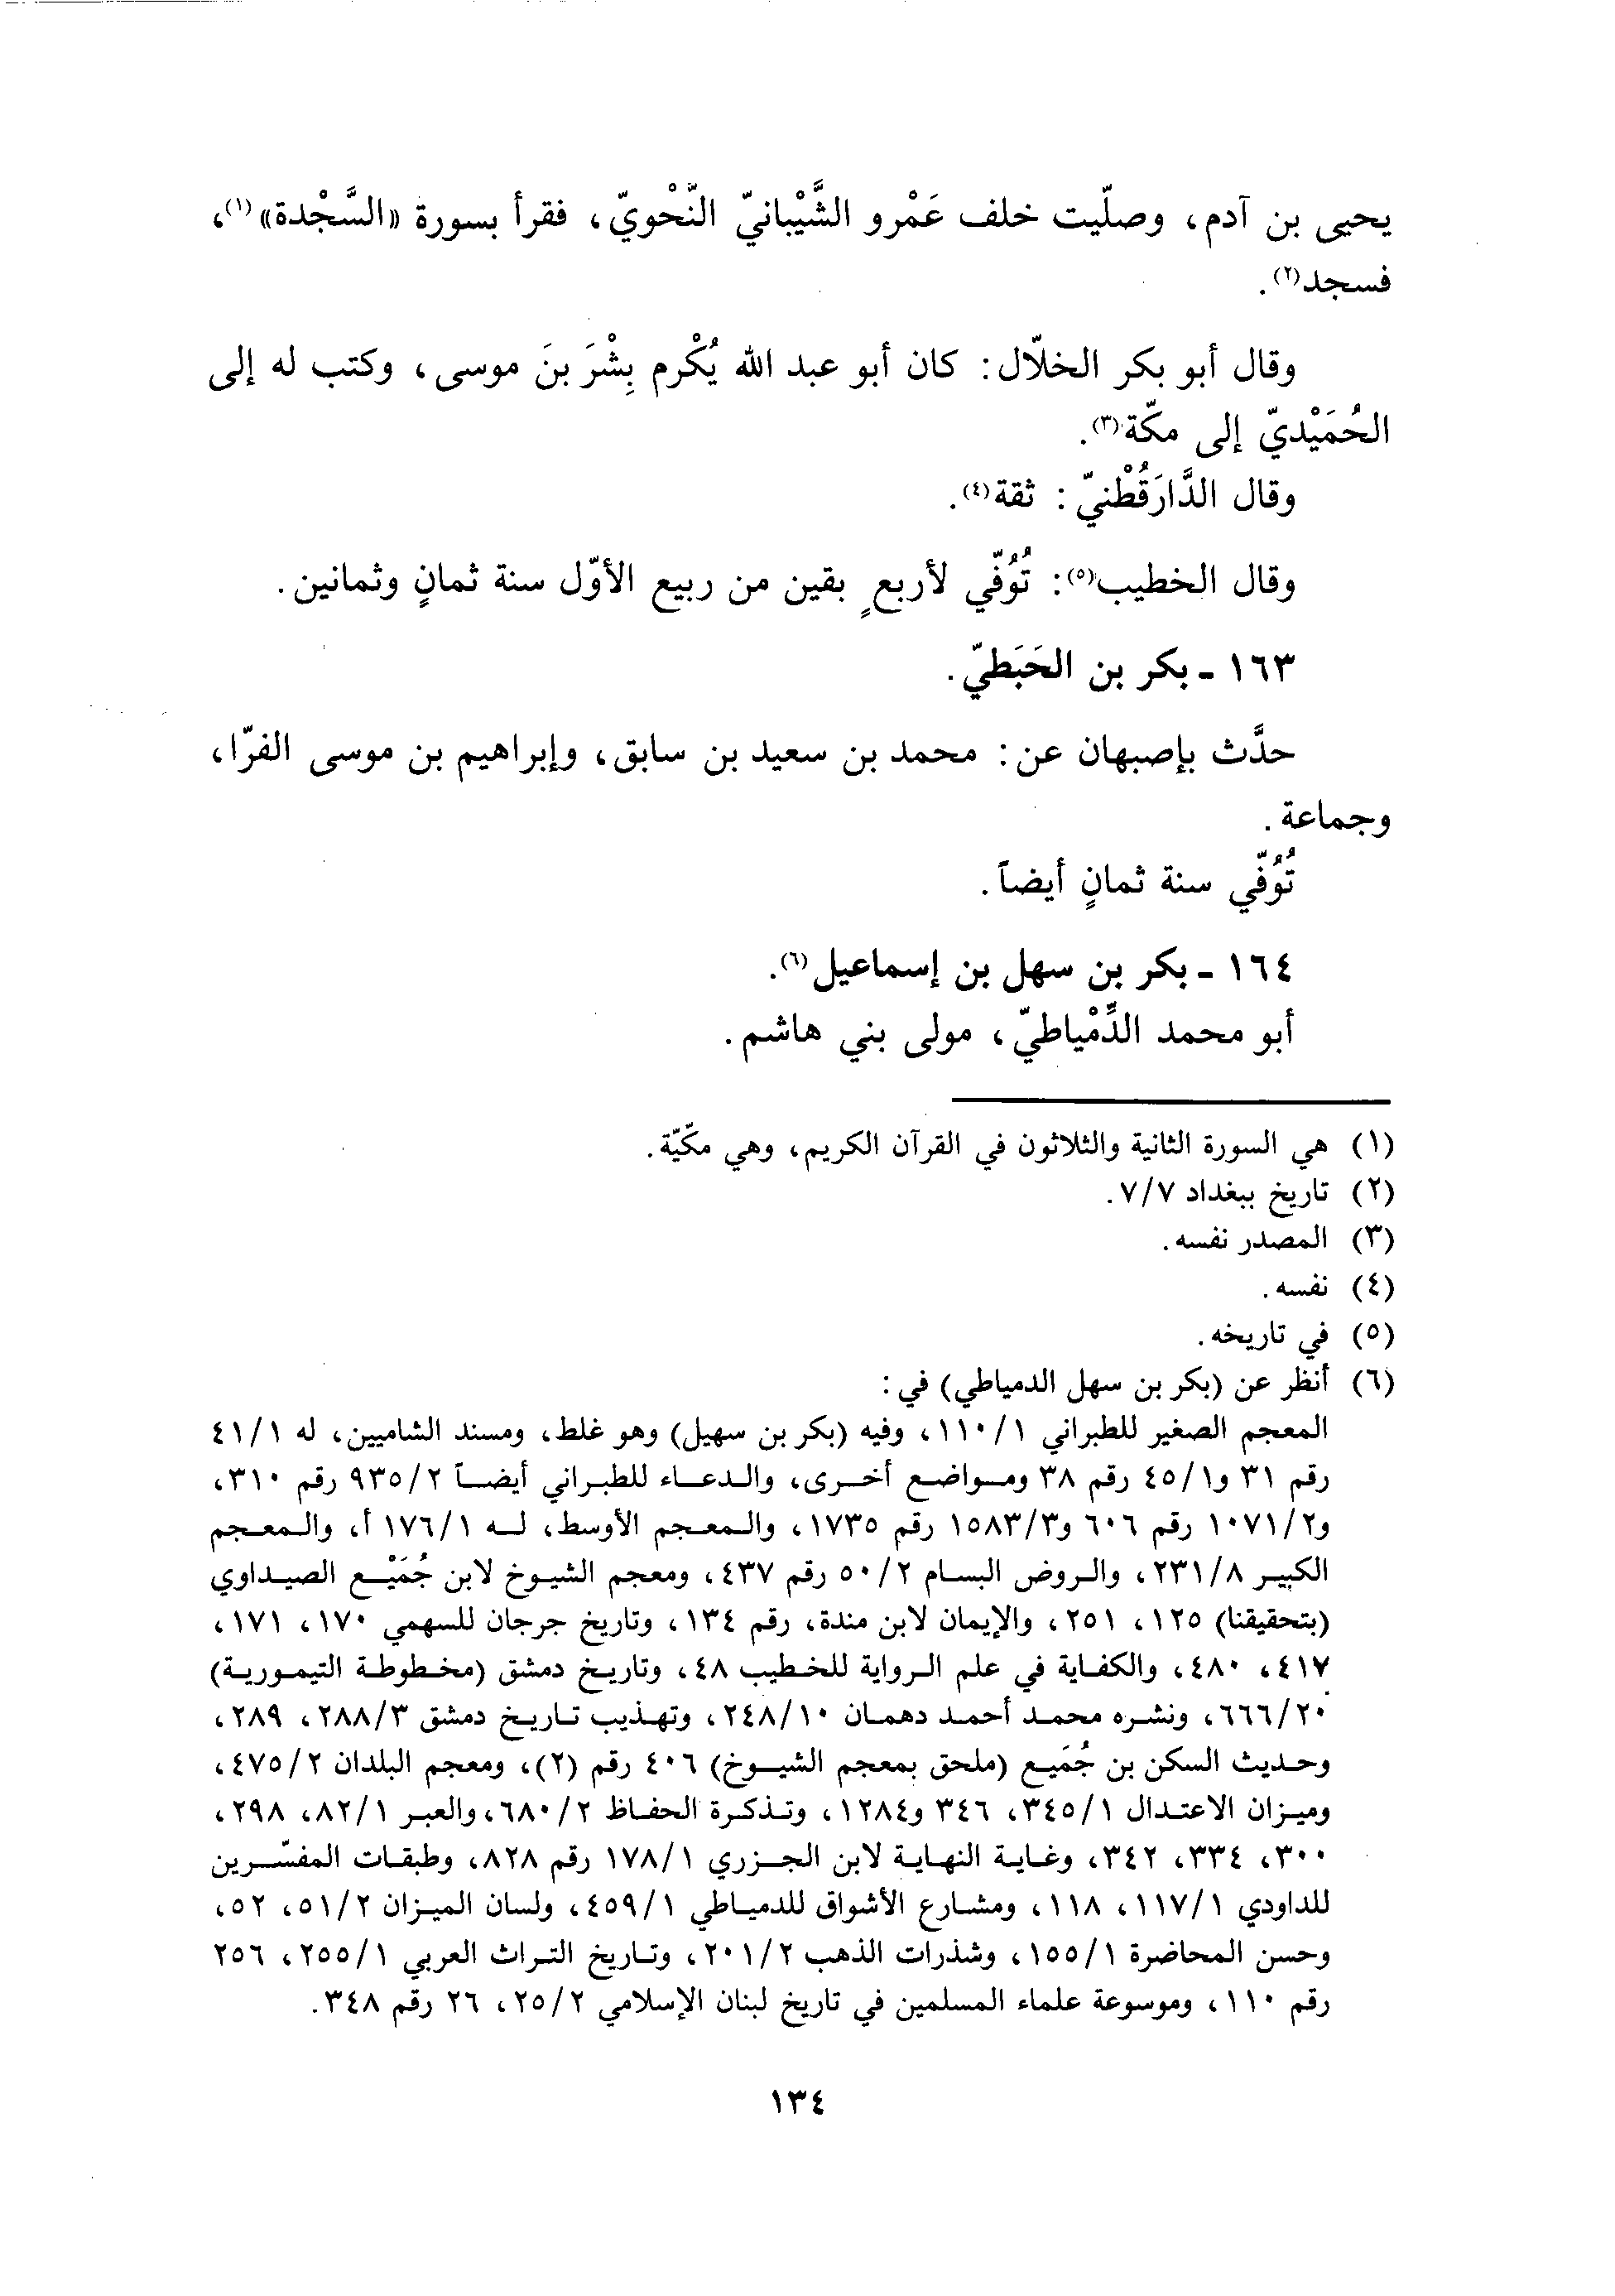 يحيى بن آدم، وصلّيت خلف عَمْرو الشَّيْبانيّ النّحْويّ، فقرأ بسورة «السَّجْدة»(١)،
فسجد(٢).
وقال أبو بكر الخلّال: كان أبو عبد الله يُكْرم بِشْرَ بنَ موسى، وكتب له إلى
الحُمَيْديّ إلى مكّة(٣).
وقال الدَّارَقُطْنيّ: ثقة(٤).
وقال الخطيب(٥): تُوُفّي لأربعٍ بقين من ربيع الأوّل سنة ثمانٍ وثمانين.
١٦٣ ـ بكر بن الحَبَطيّ.
حدَّث بإصبهان عن: محمد بن سعيد بن سابق، وإبراهيم بن موسى الفرّا،
وجماعة.
تُوُفّي سنة ثمانٍ أيضاً.
١٦٤ ـ بكر بن سهل بن إسماعيل(٦).
أبو محمد الدِّمْياطيّ، مولى بني هاشم.
(١) هي السورة الثانية والثلاثون في القرآن الكريم، وهي مكّيّة.
(٢) تاريخ ببغداد ٧/٧.
(٣) المصدر نفسه.
(٤) نفسه.
(٥) في تاريخه.
(٦) أنظر عن (بكر بن سهل الدمياطي) في:
المعجم الصغير للطبراني ١/١١٠، وفيه (بكر بن سهيل) وهو غلط، ومسند الشاميين، له ٤١/١
رقم ٣١ و٤٥/١ رقم ٣٨ ومواضع أخرى، والدعاء للطبراني أيضاً ٩٣٥/٢ رقم ٣١٠،
و١٠٧١/٢ رقم ٦٠٦ و١٥٨٣/٣ رقم ١٧٣٥، والمعجم الأوسط، له ١٧٦/١ أ، والمعجم
الكبير ٢٣١/٨، والروض البسام ٥٠/٢ رقم ٤٣٧، ومعجم الشيوخ لابن جُمَيْع الصيداوي
(بتحقيقنا) ١٢٥، ٢٥١، والإيمان لابن مندة، رقم ١٣٤، وتاريخ جرجان للسهمي ١٧٠، ١٧١،
٤١٧، ٤٨٠، والكفاية في علم الرواية للخطيب ٤٨، وتاريخ دمشق (مخطوطة التيمورية)
٦٦٦/٢٠، ونشره محمد أحمد دهمان ٢٤٨/١٠، وتهذيب تاريخ دمشق ٢٨٨/٣، ٢٨٩،
وحديث السكن بن جُمَيع (ملحق بمعجم الشيوخ) ٤٠٦ رقم (٢)، ومعجم البلدان ٤٧٥/٢،
وميزان الاعتدال ٣٤٥/١، ٣٤٦ و١٢٨٤، وتذكرة الحفاظ ٦٨٠/٢، والعبر ٨٢/١، ٢٩٨،
٣٠٠، ٣٣٤، ٣٤٢، وغاية النهاية لابن الجزري ١٧٨/١ رقم ٨٢٨، وطبقات المفسّرين
للداودي ١١٧/١، ١١٨، ومشارع الأشواق للدمياطي ٤٥٩/١، ولسان الميزان ٥١/٢، ٥٢،
وحسن المحاضرة ١٥٥/١، وشذرات الذهب ٢٠١/٢، وتاريخ التراث العربي ٢٥٥/١، ٢٥٦
رقم ١١٠، وموسوعة علماء المسلمين في تاريخ لبنان الإسلامي ٢٥/٢، ٢٦ رقم ٣٤٨.
١٣٤